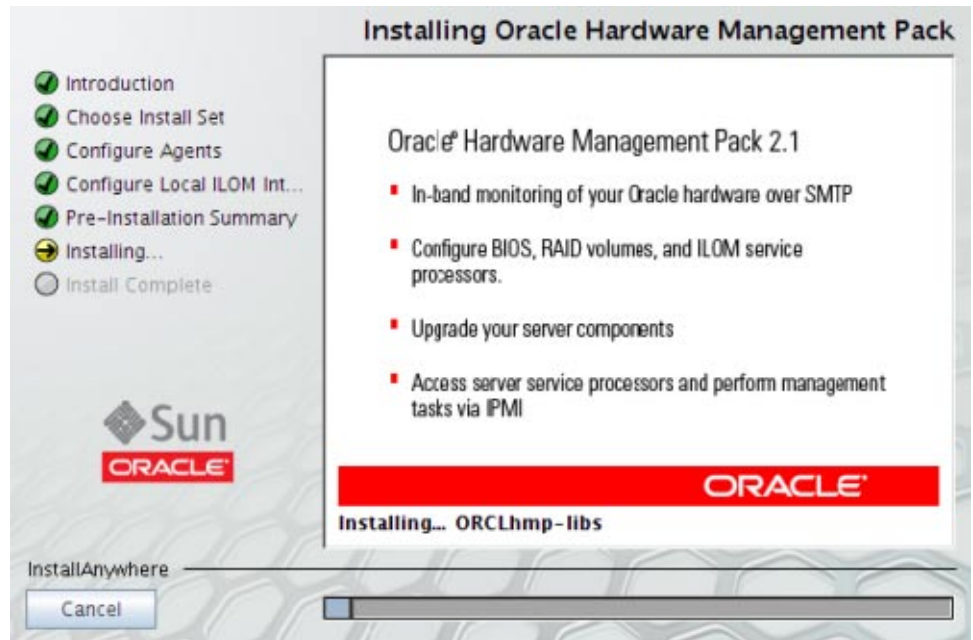 Installing Oracle Hardware Management Pack
Introduction
Choose Install Set
Configure Agents
Configure Local ILOM Int...
Pre-Installation Summary
Installing...
Install Complete
Sun
ORACLE
Oracle® Hardware Management Pack 2.1
In-band monitoring of your Oracle hardware over SMTP
Configure BIOS, RAID volumes, and ILOM service
processors.
Upgrade your server components
Access server service processors and perform management
tasks via IPMI
ORACLE
Installing... ORCLhmp-libs
InstallAnywhere
Cancel